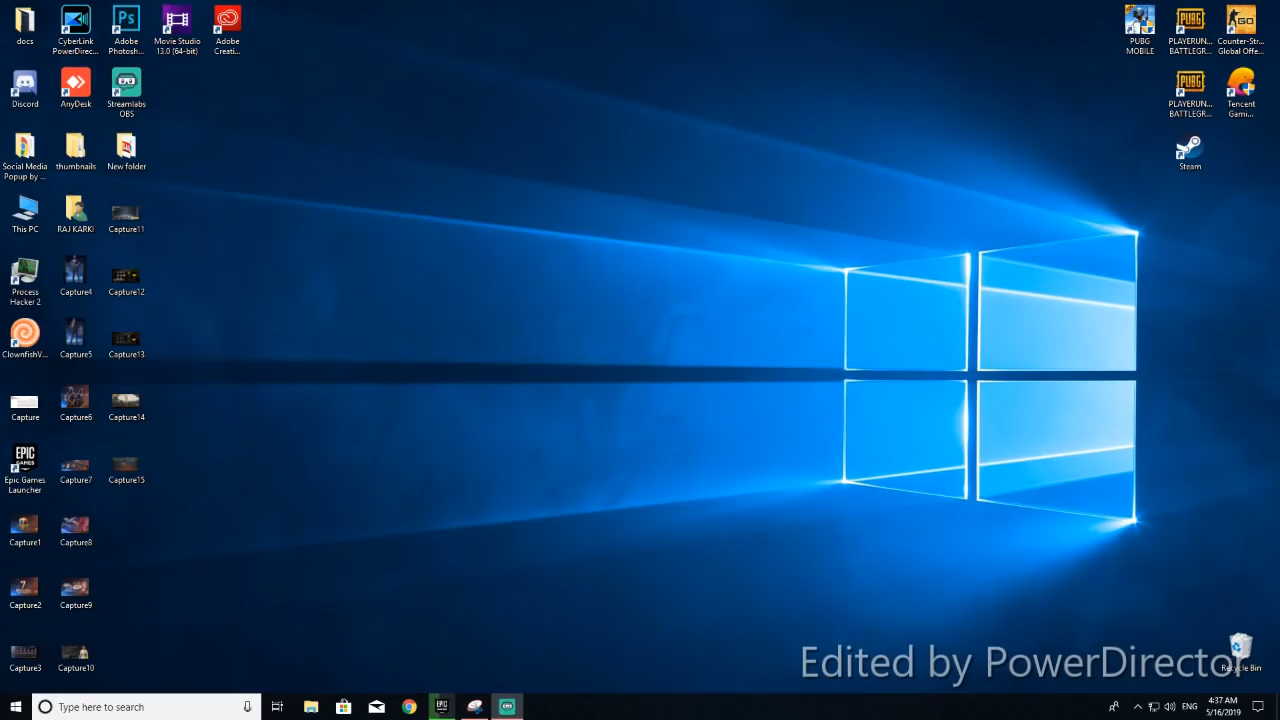 docs
CyberLink
PowerDirec...
Adobe
Photosh...
Movie Studio
13.0 (64-bit)
Adobe
Creati...
PUBG
MOBILE
PLAYERUN...
BATTLEGR...
Counter-Str...
Global Offe...
Discord
AnyDesk
Streamlabs
OBS
PLAYERUN...
BATTLEGR...
Tencent
Gami...
Social Media
Popup by ...
thumbnails
New folder
Steam
This PC
RAJ KARKI
Capture11
Process
Hacker 2
Capture4
Capture12
ClownfishV...
Capture5
Capture13
Capture
Capture6
Capture14
EPIC
GAMES
Epic Games
Launcher
Capture7
Capture15
Capture1
Capture8
Capture2
Capture9
Capture3
Capture10
Edited by PowerDirector
Recycle Bin
Type here to search
ENG
4:37 AM
5/16/2019